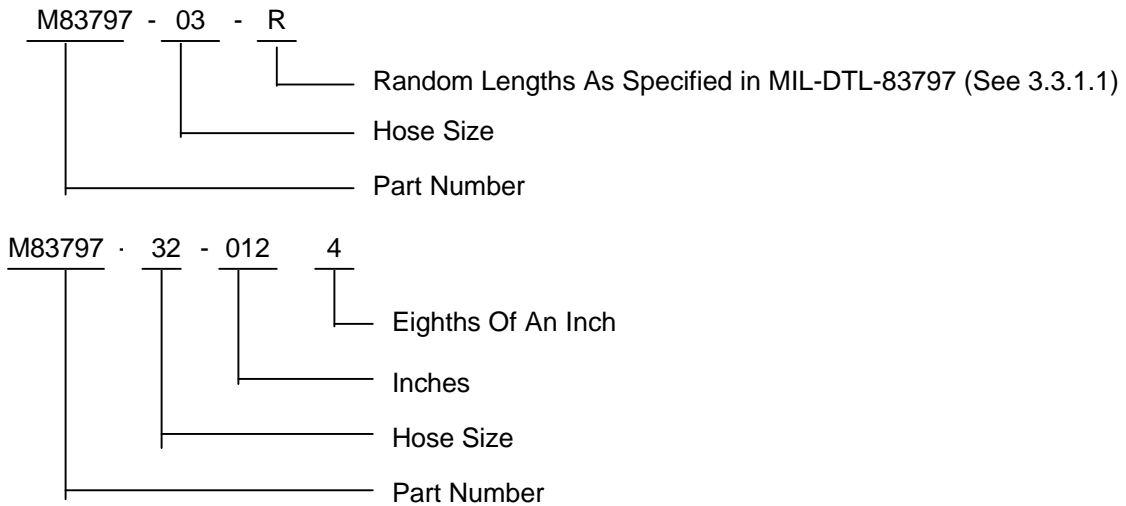 M83797 - 03 - R
Random Lengths As Specified in MIL-DTL-83797 (See 3.3.1.1)
Hose Size
Part Number
M83797 · 32 - 012 4
Eighths Of An Inch
Inches
Hose Size
Part Number